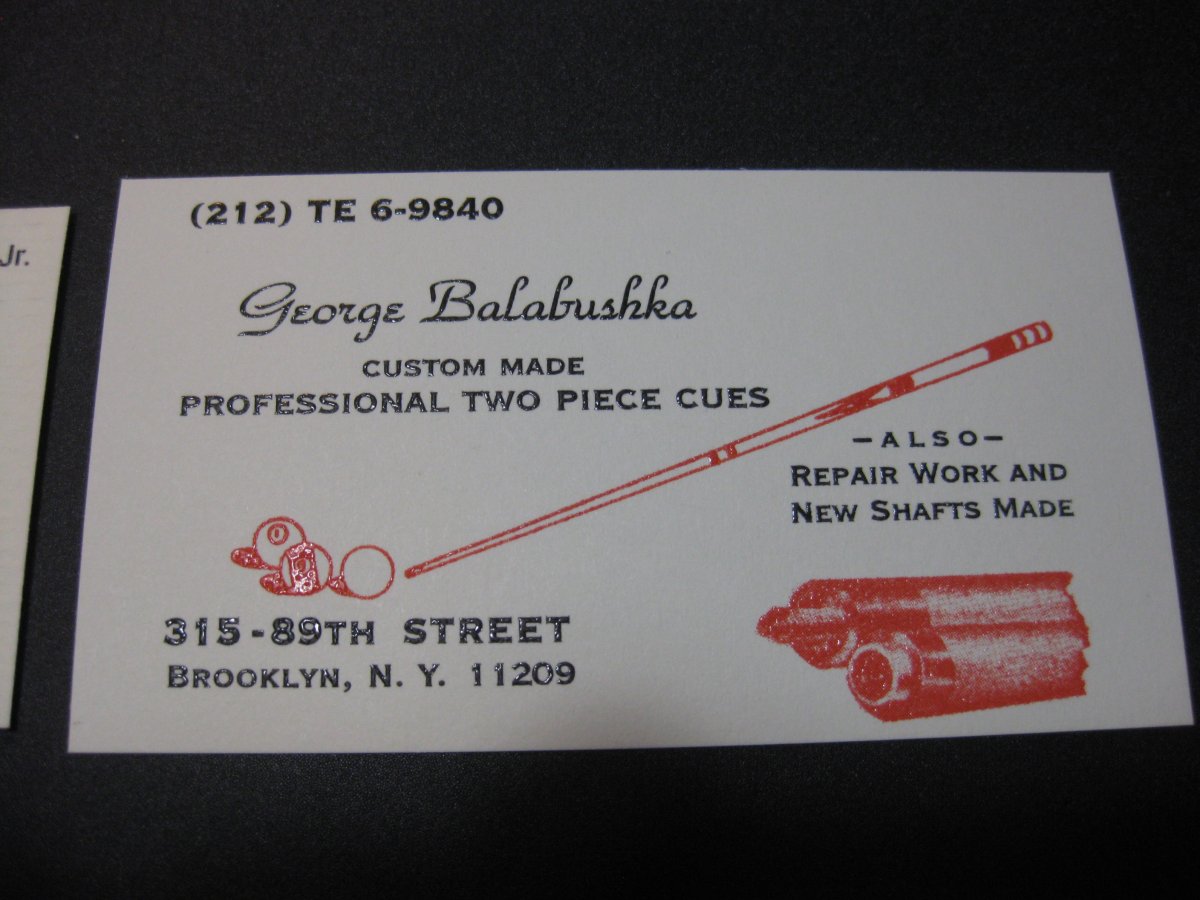 Jr.
(212) TE 6-9840
George Balabushka
CUSTOM MADE
PROFESSIONAL TWO PIECE CUES
—ALSO—
REPAIR WORK AND
NEW SHAFTS MADE
315-89TH STREET
BROOKLYN, N. Y. 11209